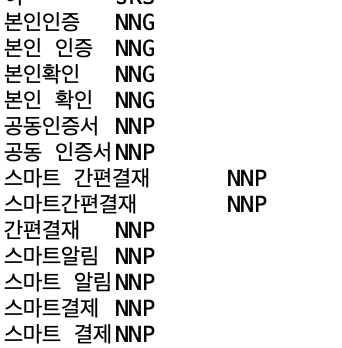 본인인증 NNG
본인 인증 NNG
본인확인 NNG
본인 확인 NNG
공동인증서 NNP
공동 인증서 NNP
스마트 간편결재 NNP
스마트간편결재 NNP
간편결재 NNP
스마트알림 NNP
스마트 알림 NNP
스마트결제 NNP
스마트 결제 NNP